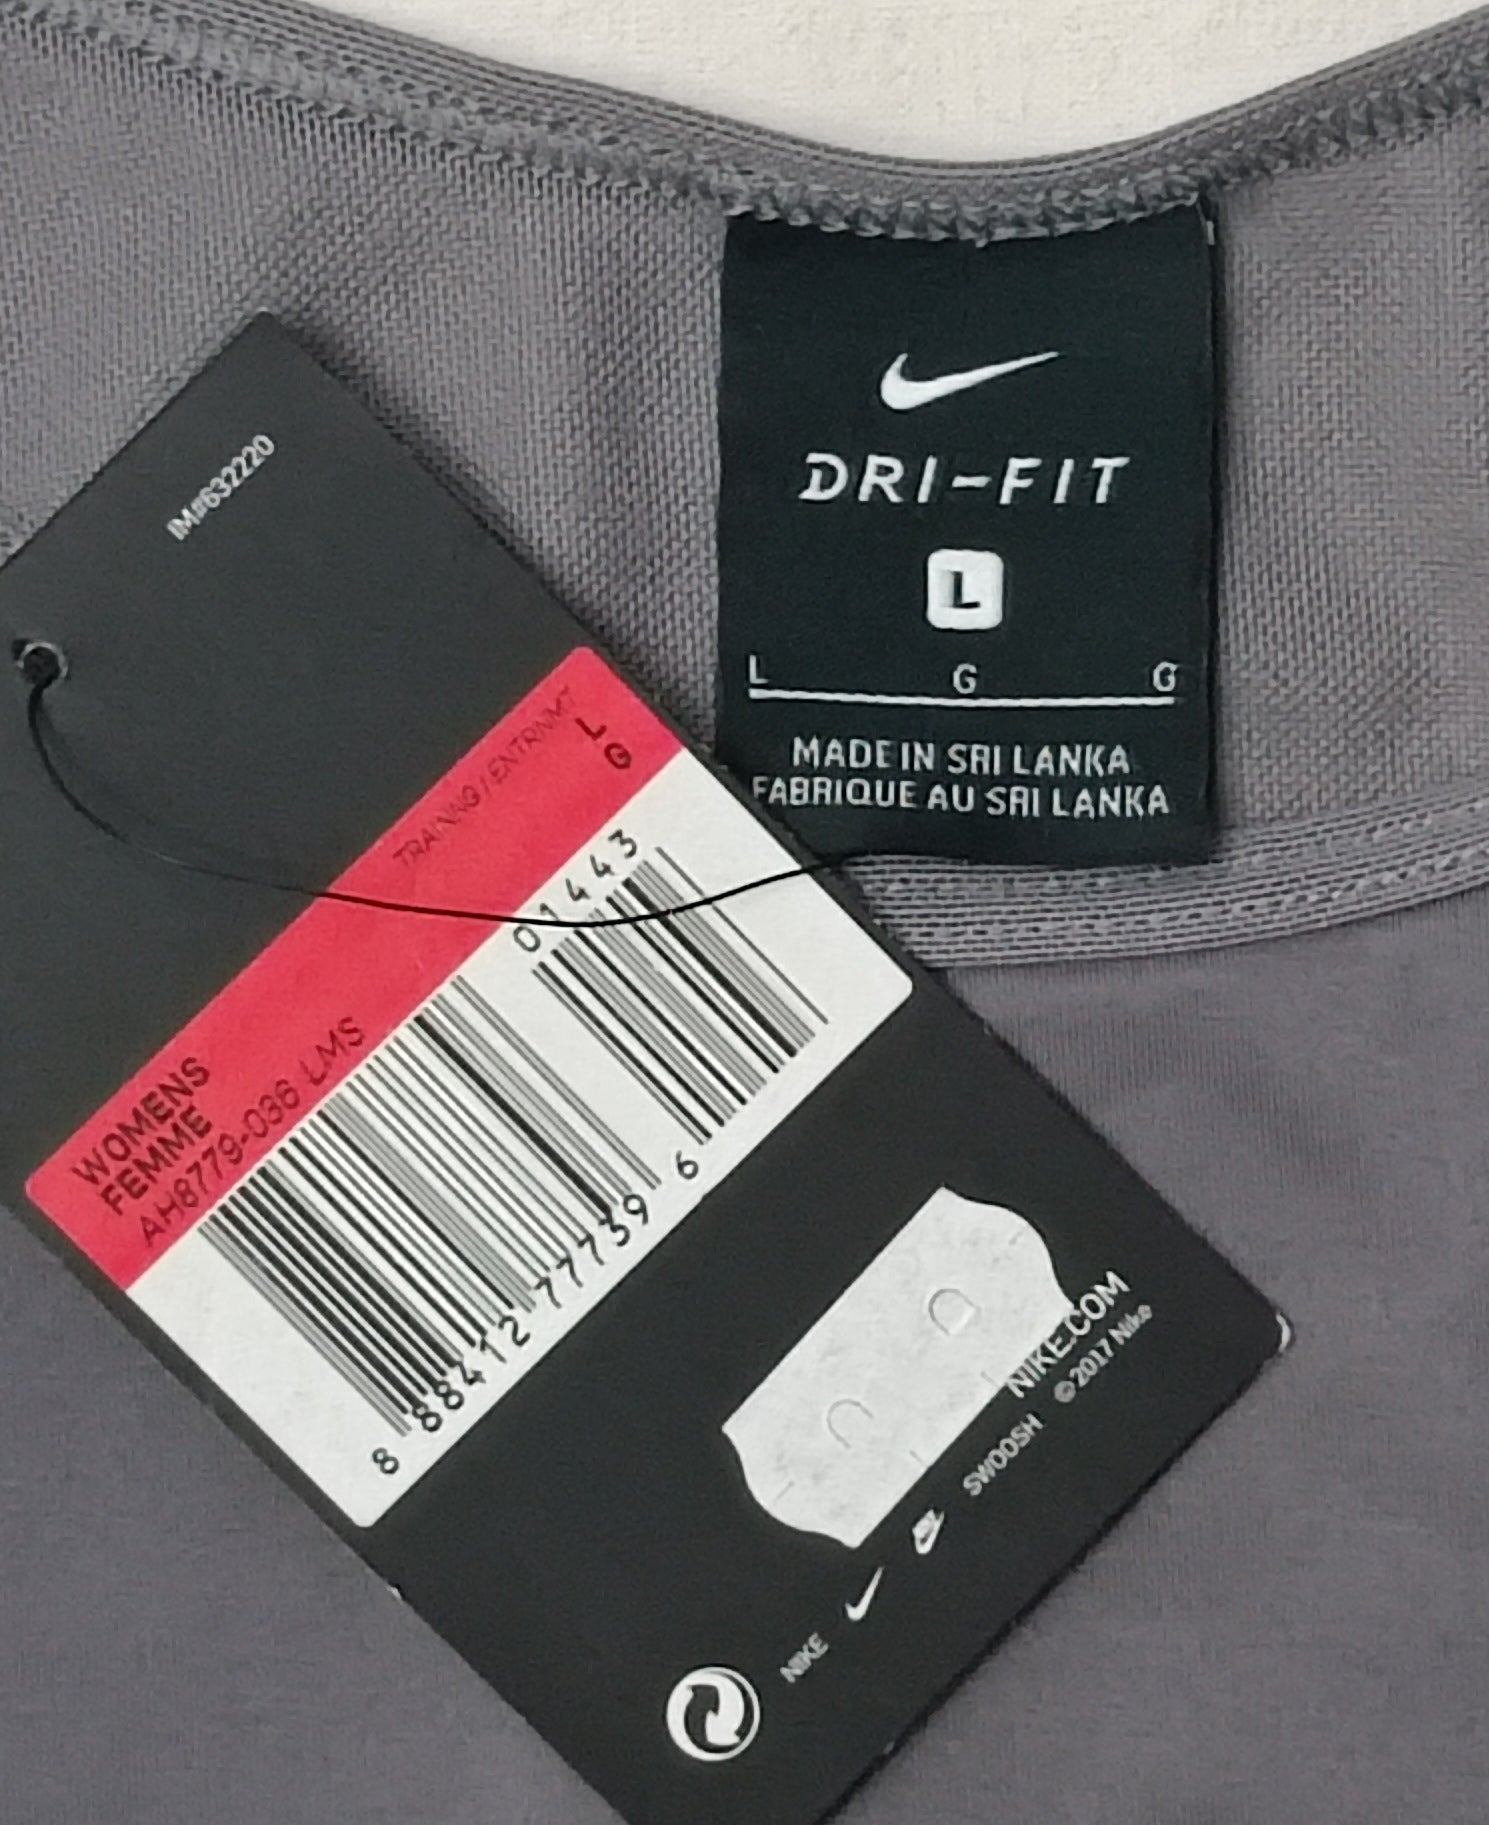 DRI-FIT
L
L G G
MADE IN SRI LANKA
FABRIQUE AU SRI LANKA
IM#632220
TRAINING / ENTRINMT
L
G
WOMENS
FEMME
AH8779-036 LMS
01443
8 88412 77739 6
NIKE.COM
© 2017 Nike
NIKE SWOOSH